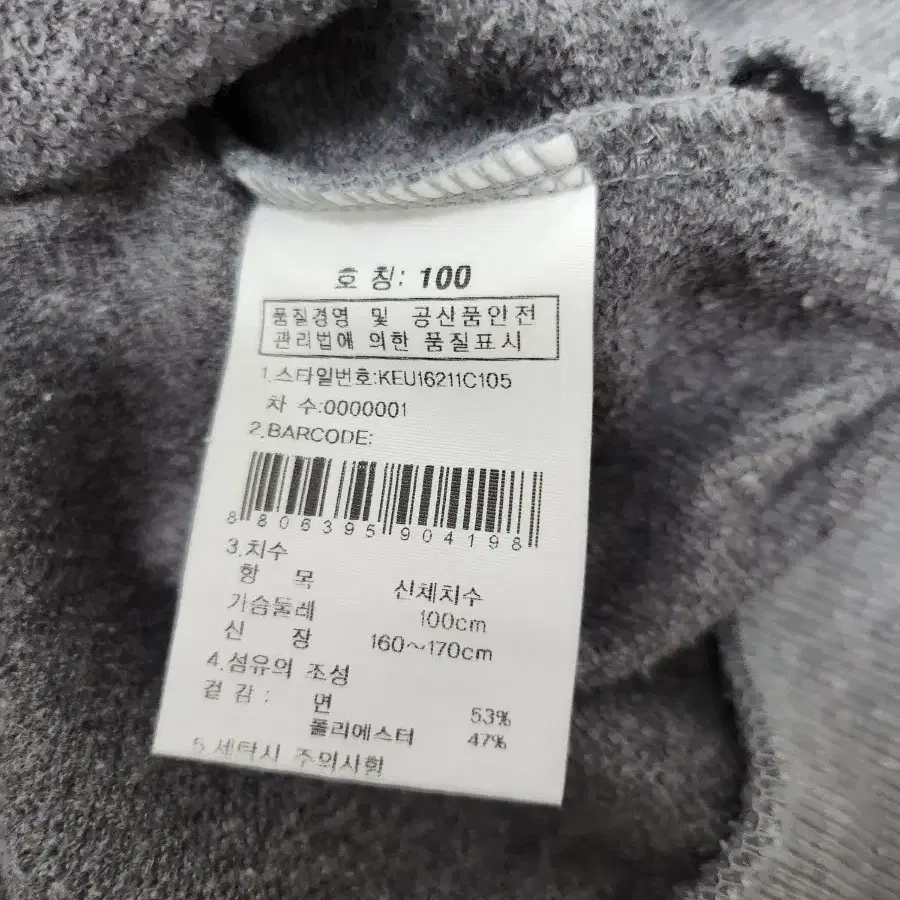 호 칭: 100
품질경영 및 공산품안전
관리법에 의한 품질표시
1.스타일번호:KEU16211C105
차 수:0000001
2.BARCODE:
8 806395 904198
3.치수
항 목 신체치수
가슴둘레 100cm
신 장 160~170cm
4.섬유의 조성
겉 감 : 면 53%
폴리에스터 47%
5.세탁시 주의사항